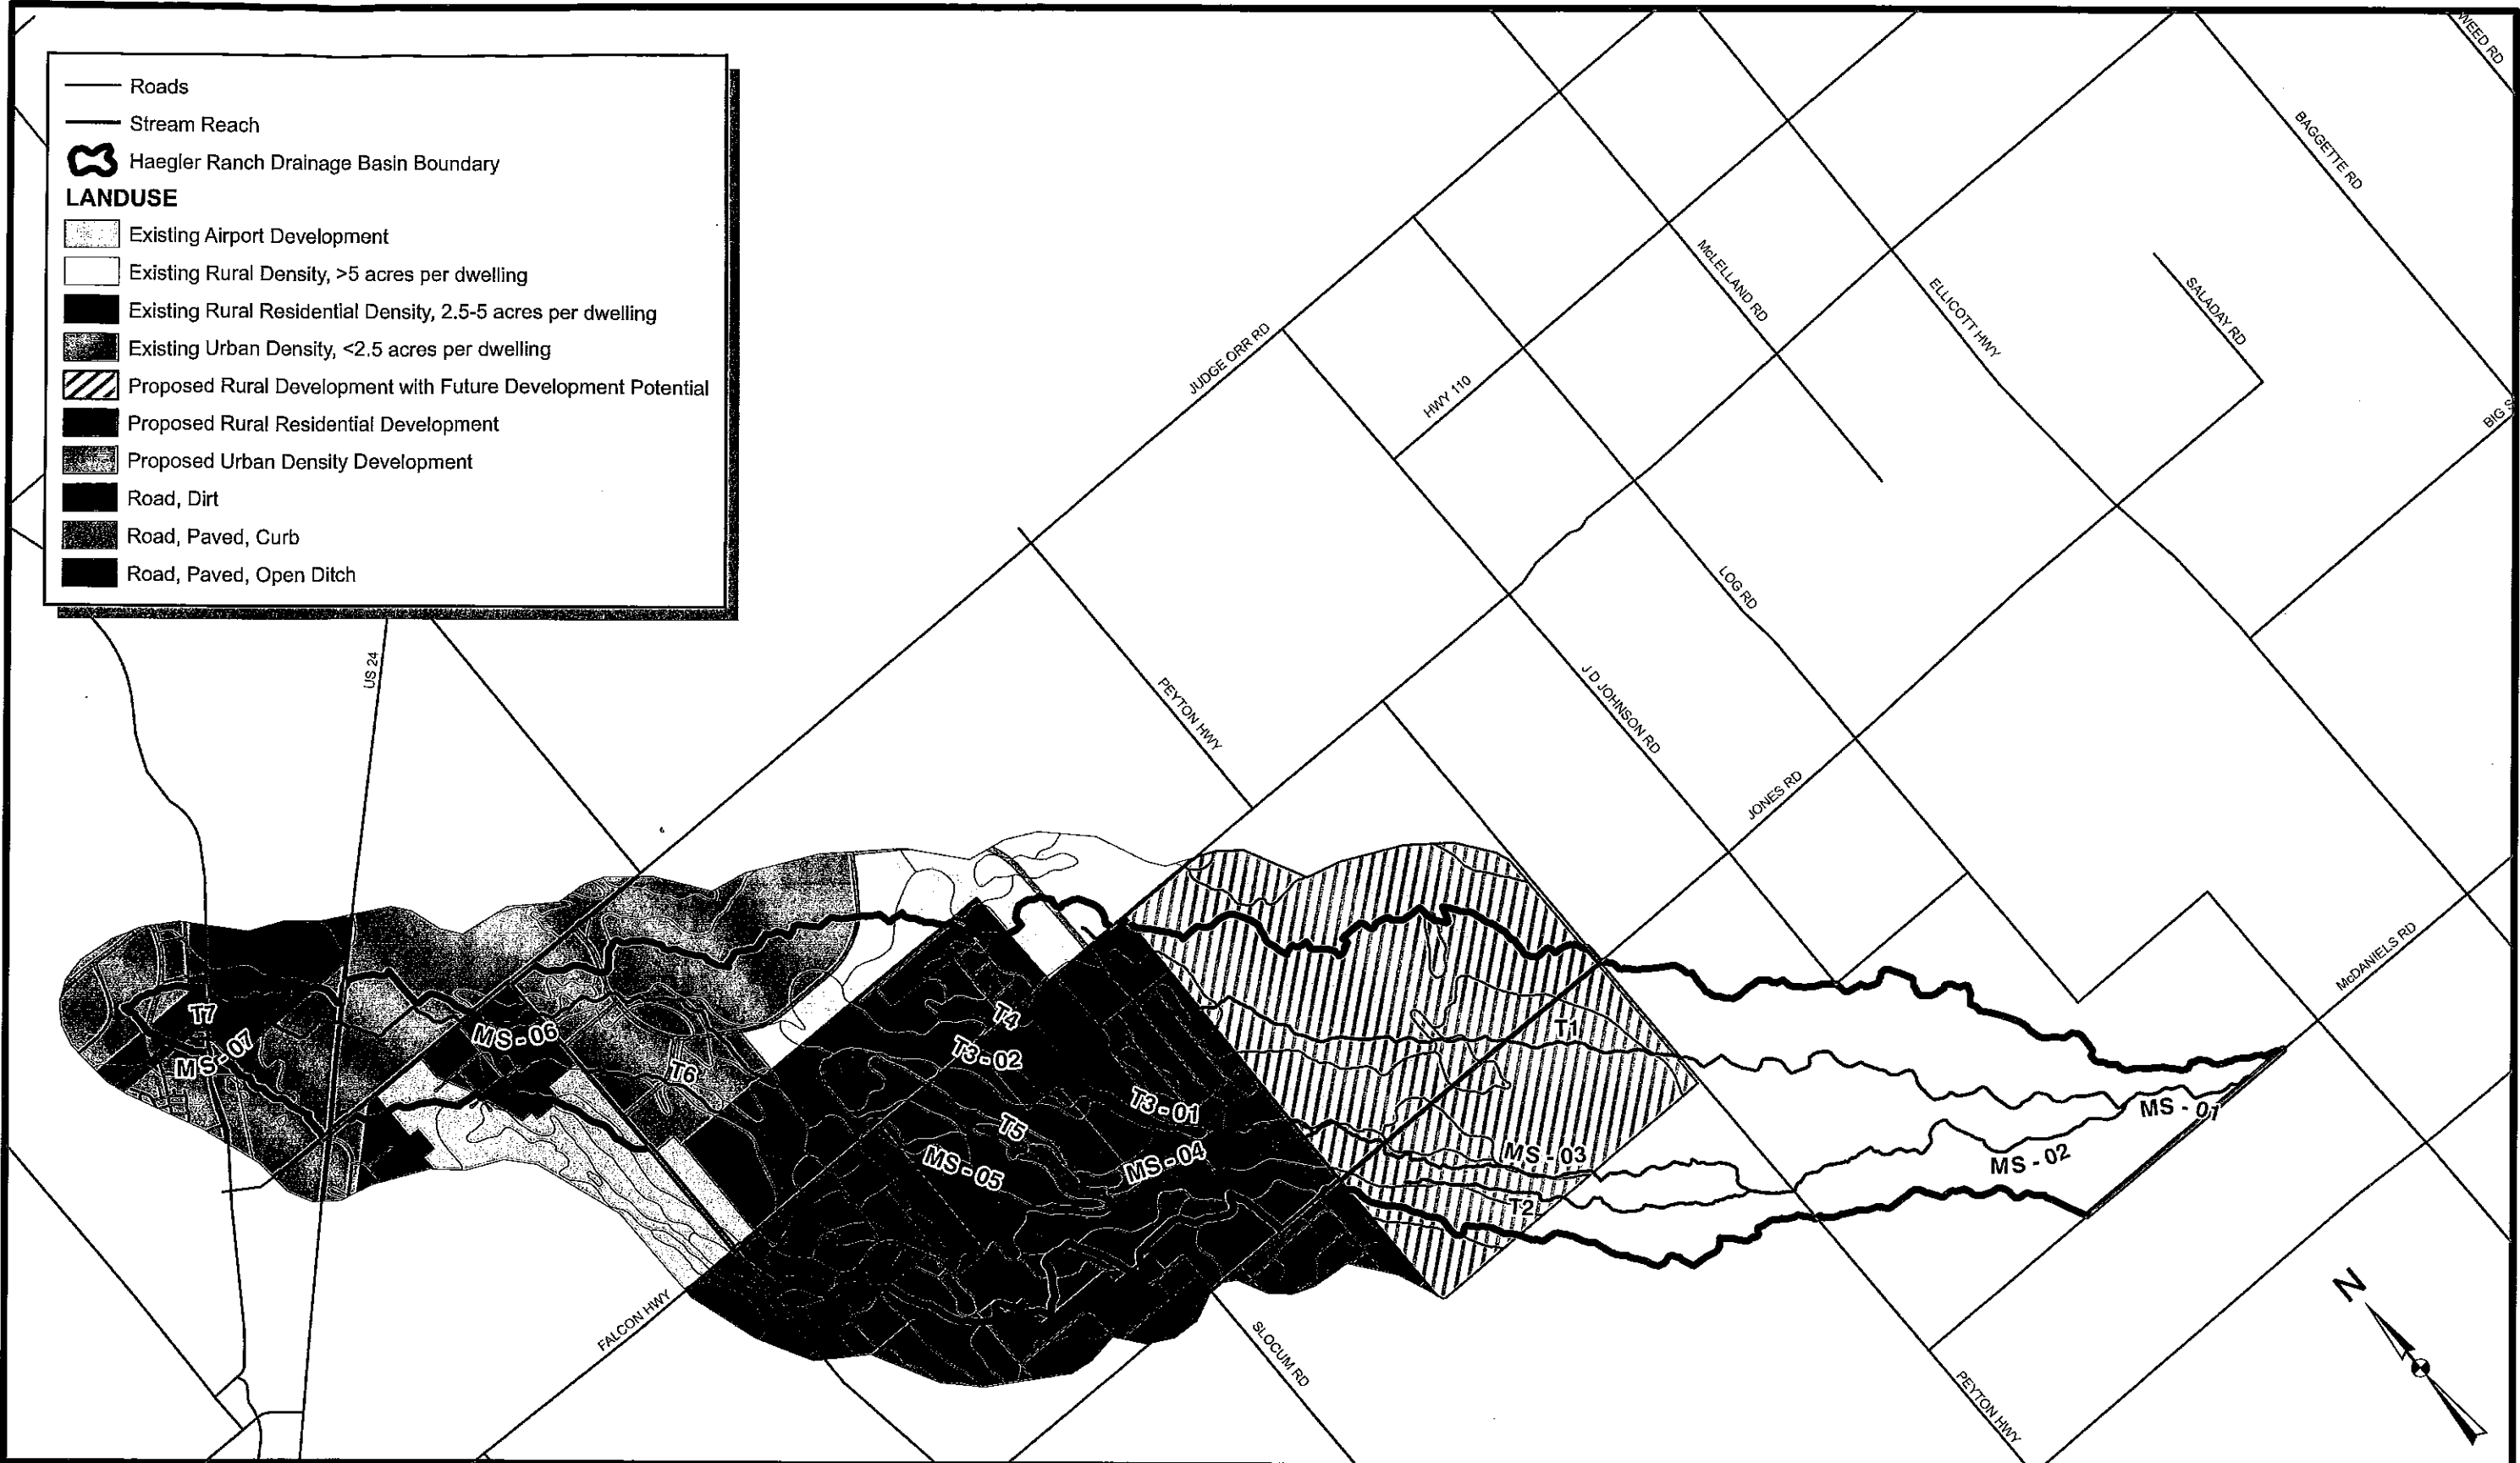 Roads
Stream Reach
Haegler Ranch Drainage Basin Boundary
LANDUSE
Existing Airport Development
Existing Rural Density, >5 acres per dwelling
Existing Rural Residential Density, 2.5-5 acres per dwelling
Existing Urban Density, <2.5 acres per dwelling
Proposed Rural Development with Future Development Potential
Proposed Rural Residential Development
Proposed Urban Density Development
Road, Dirt
Road, Paved, Curb
Road, Paved, Open Ditch
WEED RD
BAGGETTE RD
SALADAY RD
ELLICOTT HWY
McLELLAND RD
BIG
JUDGE ORR RD
HWY 110
LOG RD
J D JOHNSON RD
PEYTON HWY
US 24
JONES RD
McDANIELS RD
T7
MS - 07
MS - 06
T6
T4
T3 - 02
T3 - 01
T5
MS - 05
MS - 04
T1
MS - 03
T2
MS - 01
MS - 02
FALCON HWY
SLOCUM RD
PEYTON HWY
N